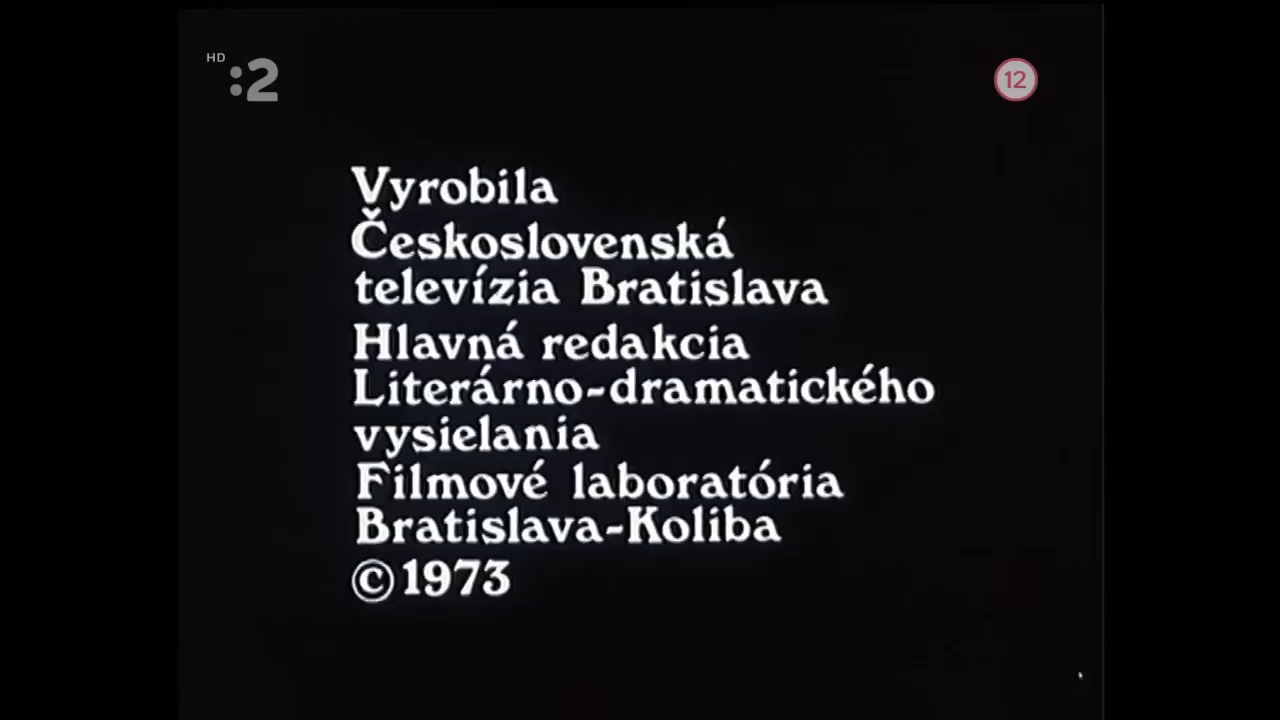 HD
:2
12
Vyrobila
Československá
televízia Bratislava
Hlavná redakcia
Literárno-dramatického
vysielania
Filmové laboratória
Bratislava-Koliba
©1973